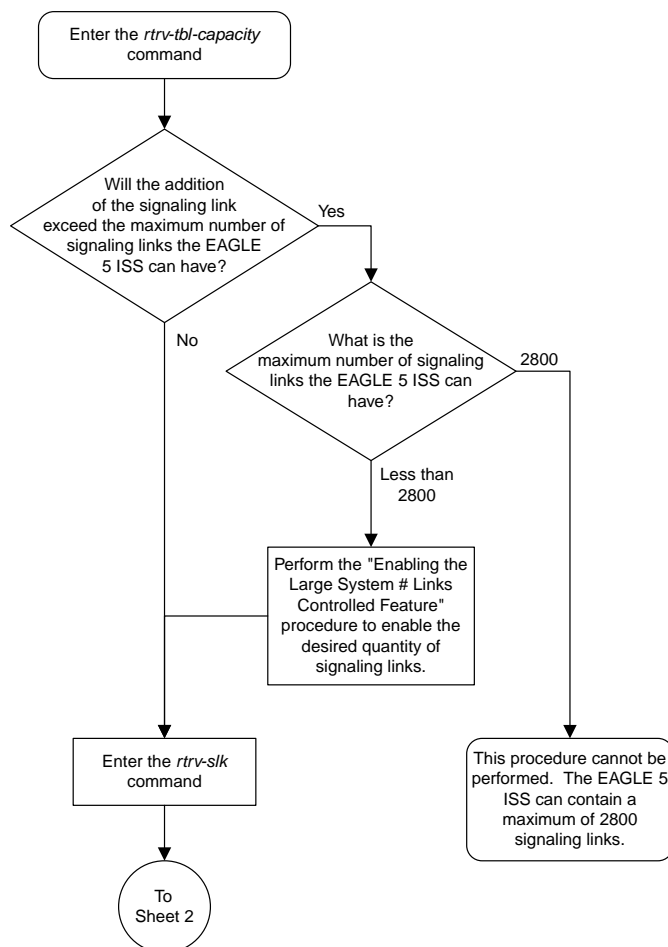 Enter the rtrv-tbl-capacity
command
Will the addition
of the signaling link
exceed the maximum number of
signaling links the EAGLE
5 ISS can have?
Yes
No
What is the
maximum number of signaling
links the EAGLE 5 ISS can
have?
2800
Less than
2800
Perform the "Enabling the
Large System # Links
Controlled Feature"
procedure to enable the
desired quantity of
signaling links.
Enter the rtrv-slk
command
This procedure cannot be
performed.  The EAGLE 5
ISS can contain a
maximum of 2800
signaling links.
To
Sheet 2